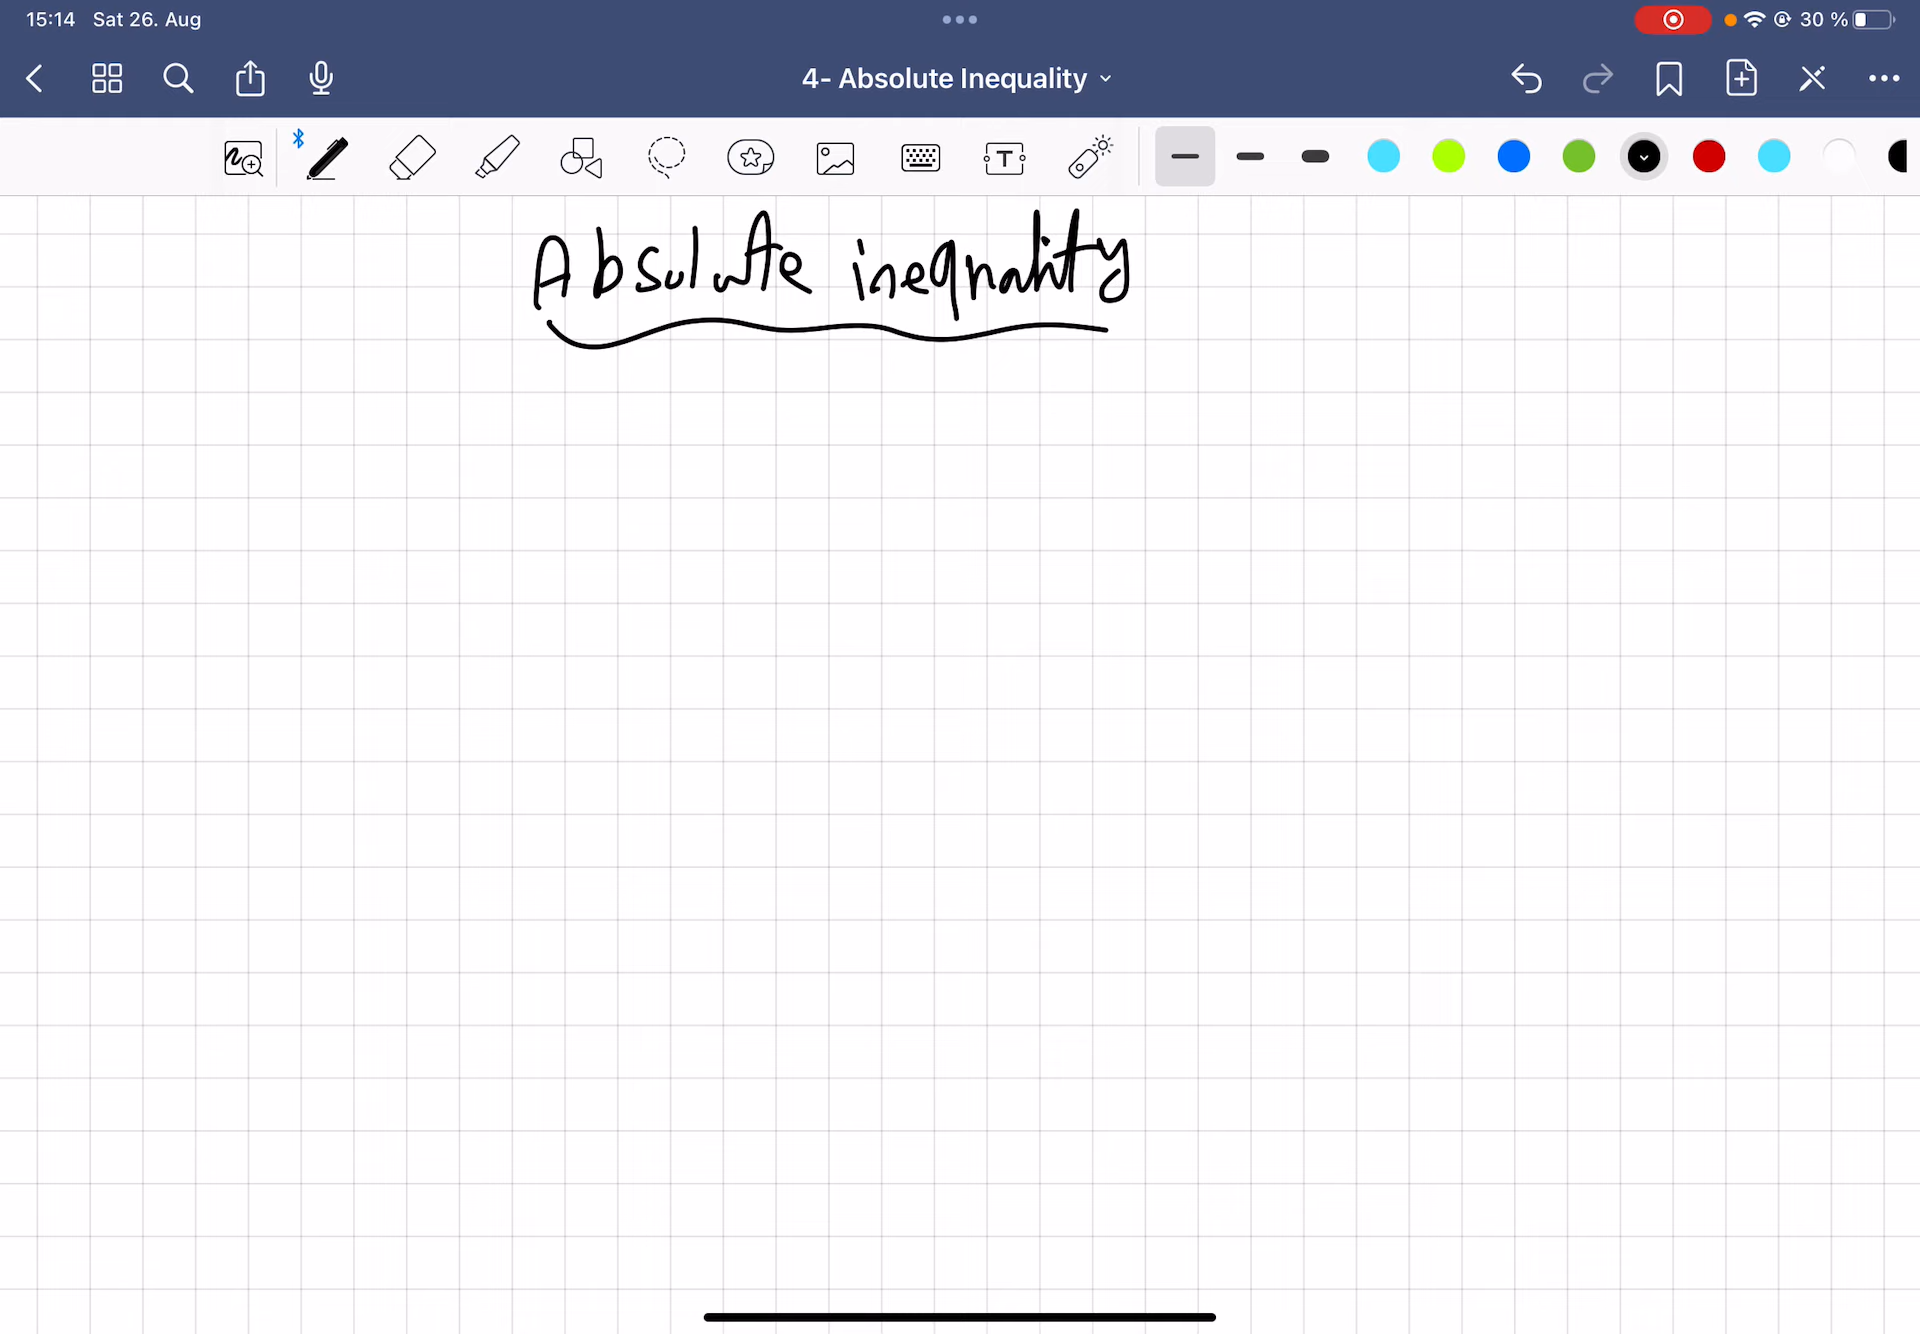 15:14 Sat 26. Aug
30 %
4- Absolute Inequality
T
Absolute inequality